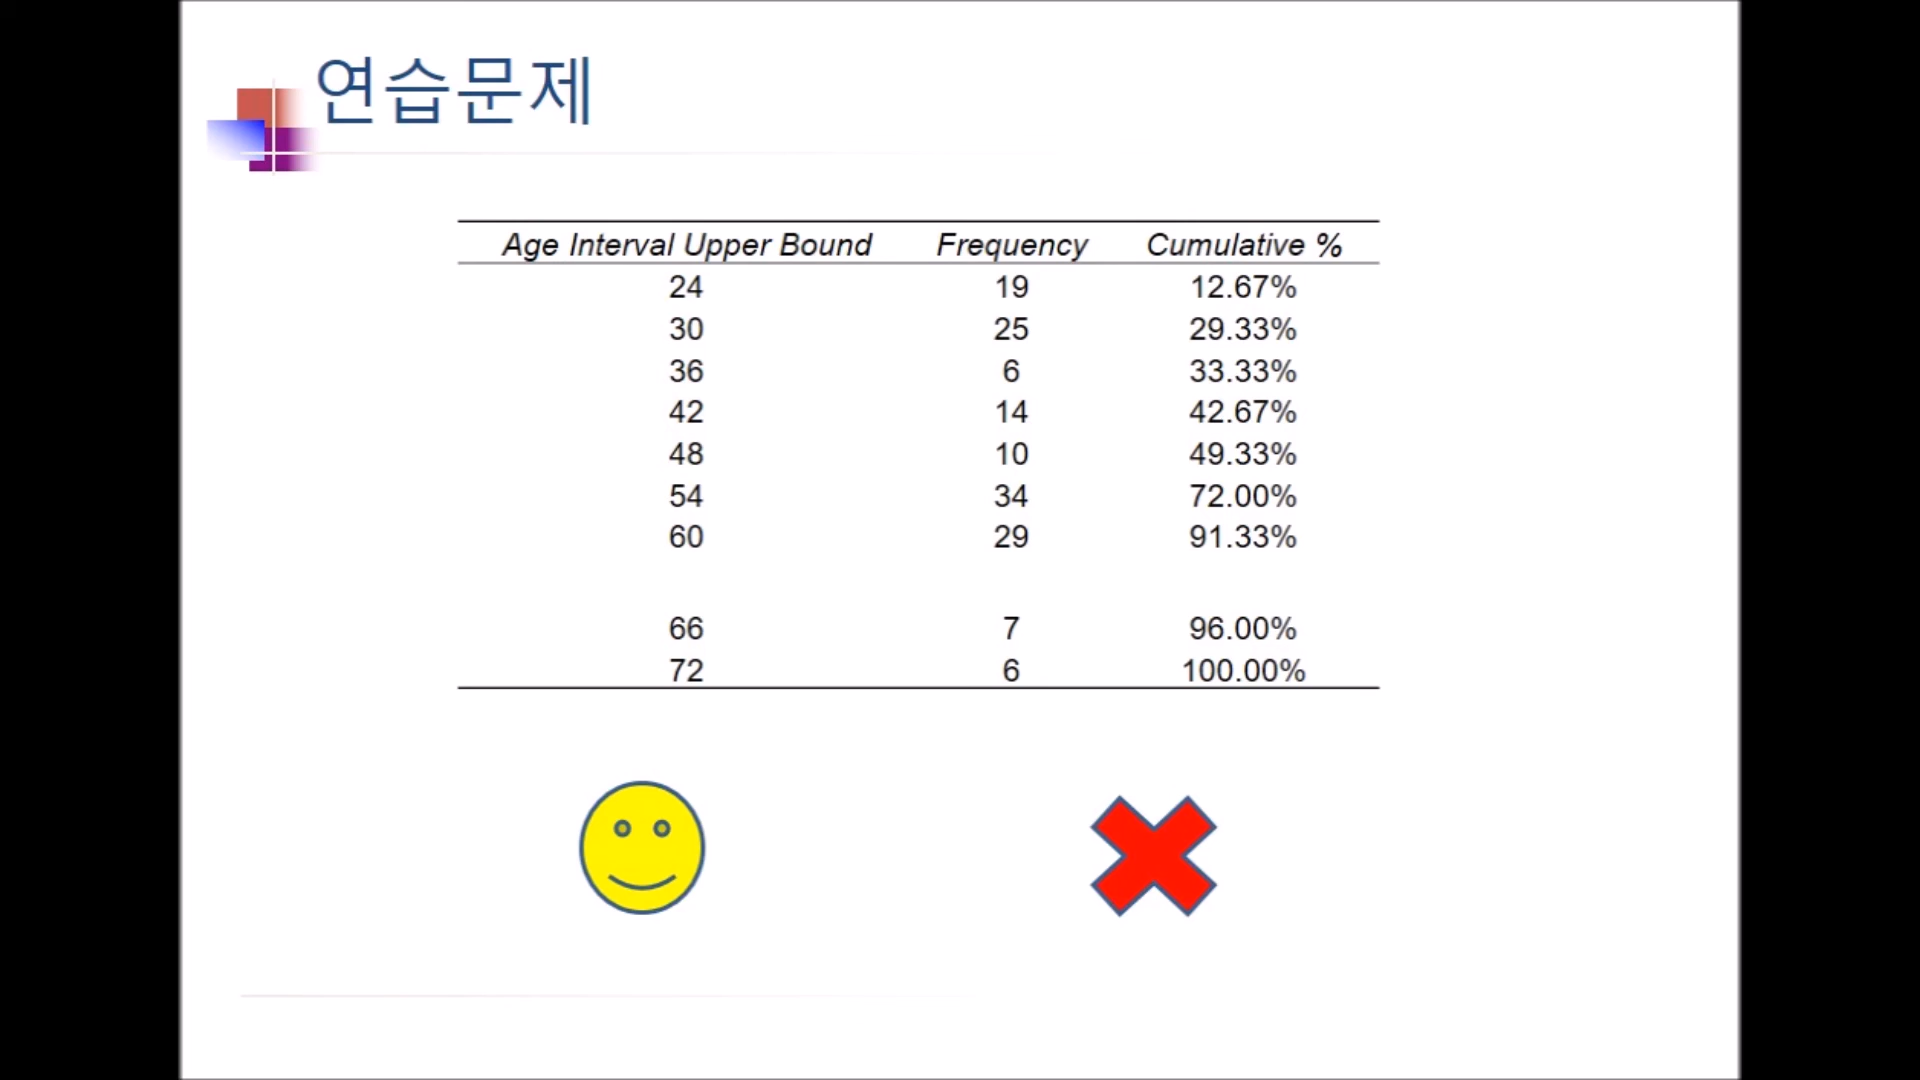 연습문제
Age Interval Upper Bound Frequency Cumulative %
24 19 12.67%
30 25 29.33%
36 6 33.33%
42 14 42.67%
48 10 49.33%
54 34 72.00%
60 29 91.33%
66 7 96.00%
72 6 100.00%